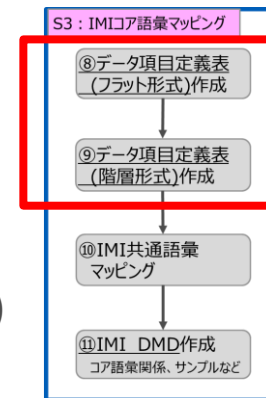 S3：IMIコア語彙マッピング
⑧データ項目定義表
(フラット形式)作成
⑨データ項目定義表
(階層形式)作成
⑩IMI共通語彙
マッピング
⑪IMI DMD作成
コア語彙関係、サンプルなど
)